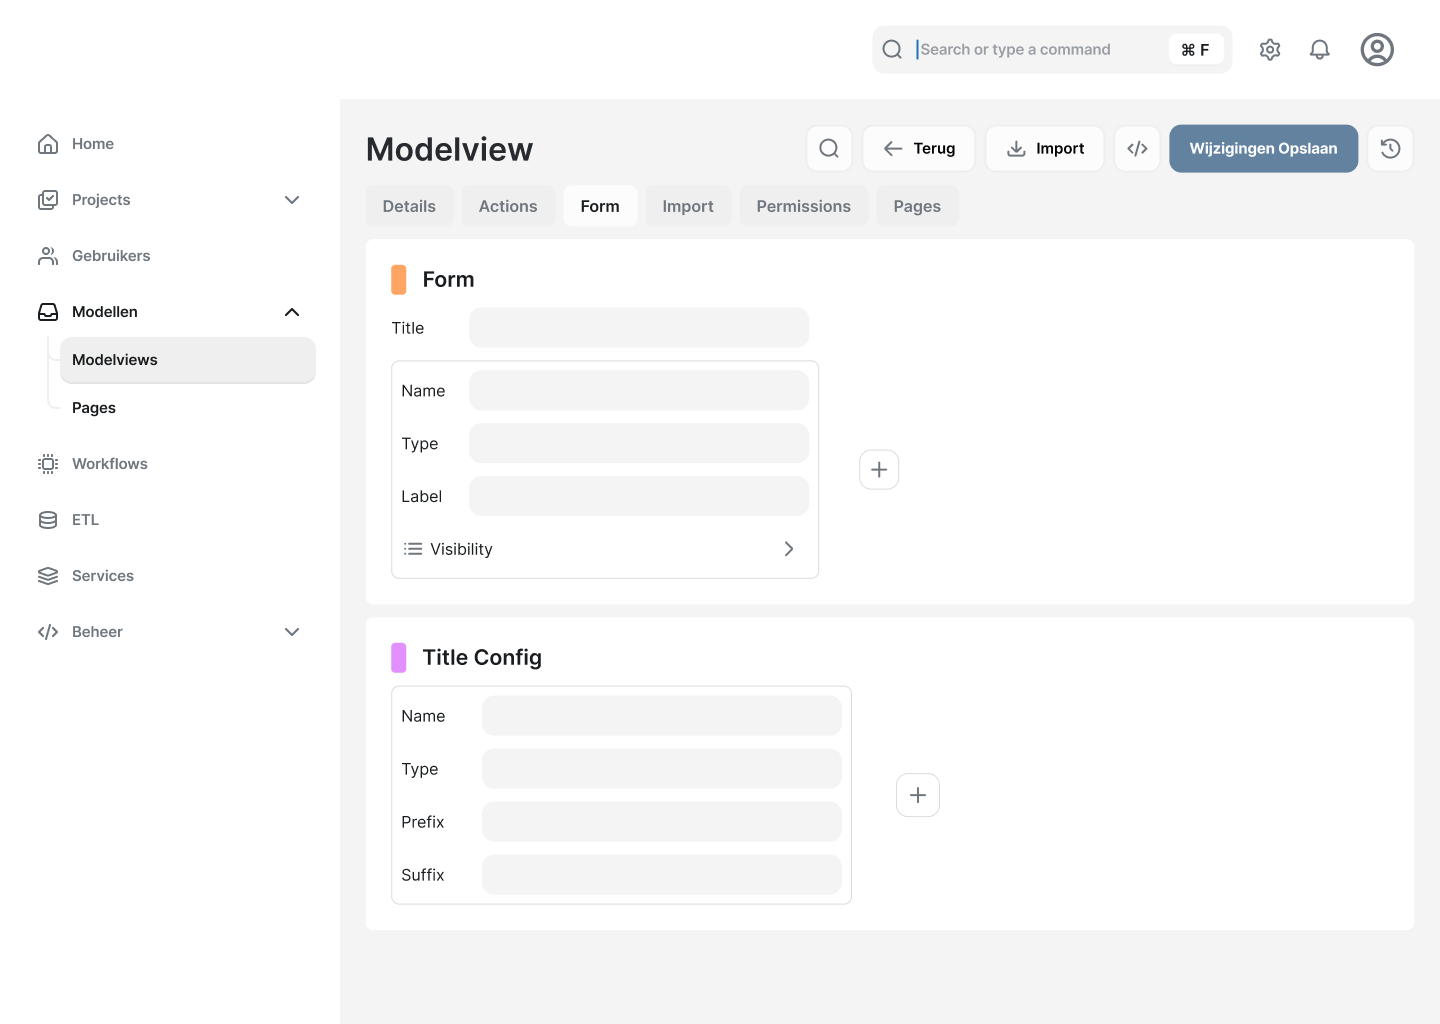 Search or type a command
⌘ F
Home
Projects
Gebruikers
Modellen
Modelviews
Pages
Workflows
ETL
Services
Beheer
Modelview
Terug
Import
Wijzigingen Opslaan
Details
Actions
Form
Import
Permissions
Pages
Form
Title
Name
Type
Label
Visibility
Title Config
Name
Type
Prefix
Suffix